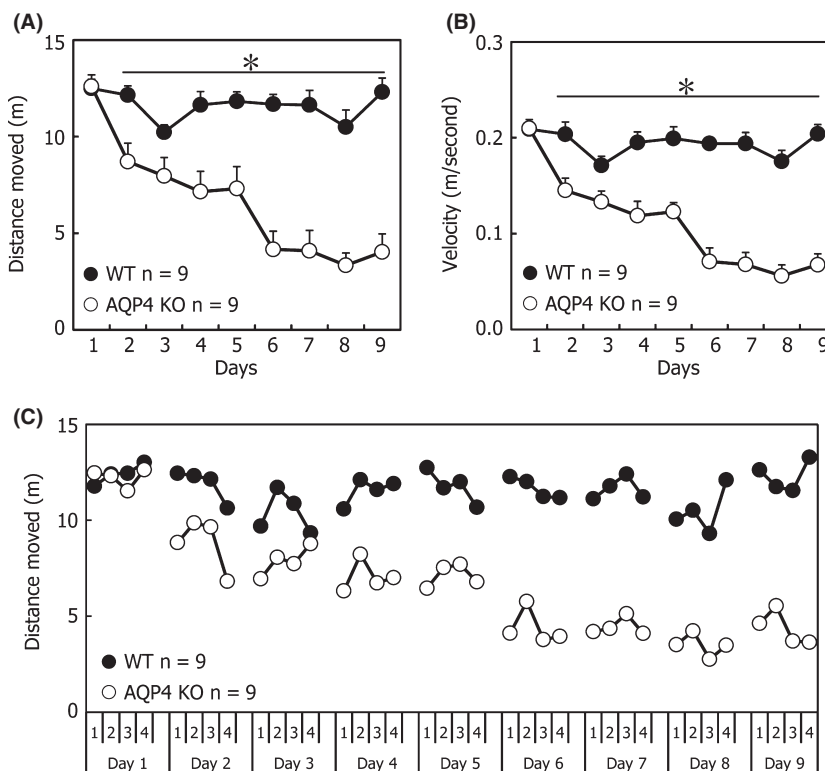 (A)
15
10
5
0
Distance moved (m)
*
WT n = 9
AQP4 KO n = 9
1 2 3 4 5 6 7 8 9
Days
(B)
0.3
0.2
0.1
0.0
Velocity (m/second)
*
WT n = 9
AQP4 KO n = 9
1 2 3 4 5 6 7 8 9
Days
(C)
15
10
5
0
Distance moved (m)
WT n = 9
AQP4 KO n = 9
1 2 3 4 1 2 3 4 1 2 3 4 1 2 3 4 1 2 3 4 1 2 3 4 1 2 3 4 1 2 3 4 1 2 3 4
Day 1 Day 2 Day 3 Day 4 Day 5 Day 6 Day 7 Day 8 Day 9